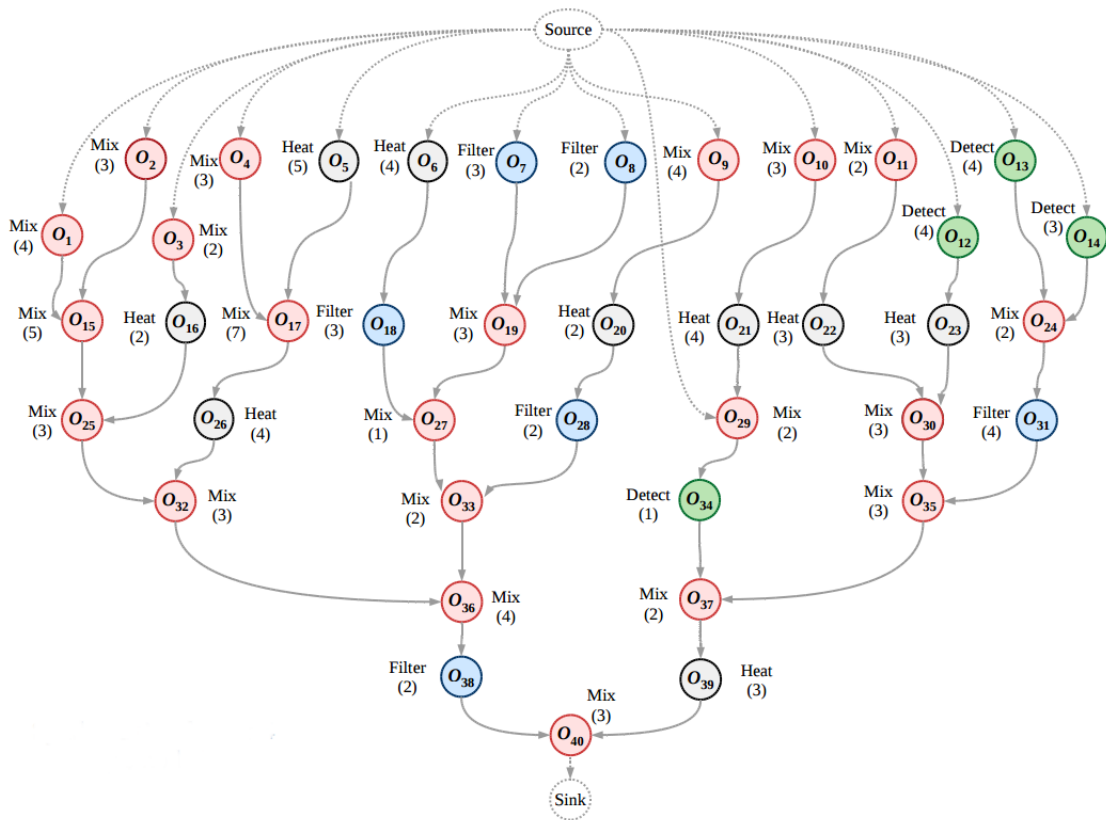 Source
Mix
(3)
O2
Mix
(3)
O4
Heat
(5)
O5
Heat
(4)
O6
Filter
(3)
O7
Filter
(2)
O8
Mix
(4)
O9
Mix
(3)
O10
Mix
(2)
O11
Detect
(4)
O13
Mix
(4)
O1
O3
Mix
(2)
Detect
(4)
O12
Detect
(3)
O14
Mix
(5)
O15
Heat
(2)
O16
Mix
(7)
O17
Filter
(3)
O18
Mix
(3)
O19
Heat
(2)
O20
Heat
(4)
O21
Heat
(3)
O22
Heat
(3)
O23
Mix
(2)
O24
Mix
(3)
O25
O26
Heat
(4)
Mix
(1)
O27
Filter
(2)
O28
O29
Mix
(2)
Mix
(3)
O30
Filter
(4)
O31
O32
Mix
(3)
Mix
(2)
O33
Detect
(1)
O34
Mix
(3)
O35
O36
Mix
(4)
Mix
(2)
O37
Filter
(2)
O38
O39
Heat
(3)
Mix
(3)
O40
Sink